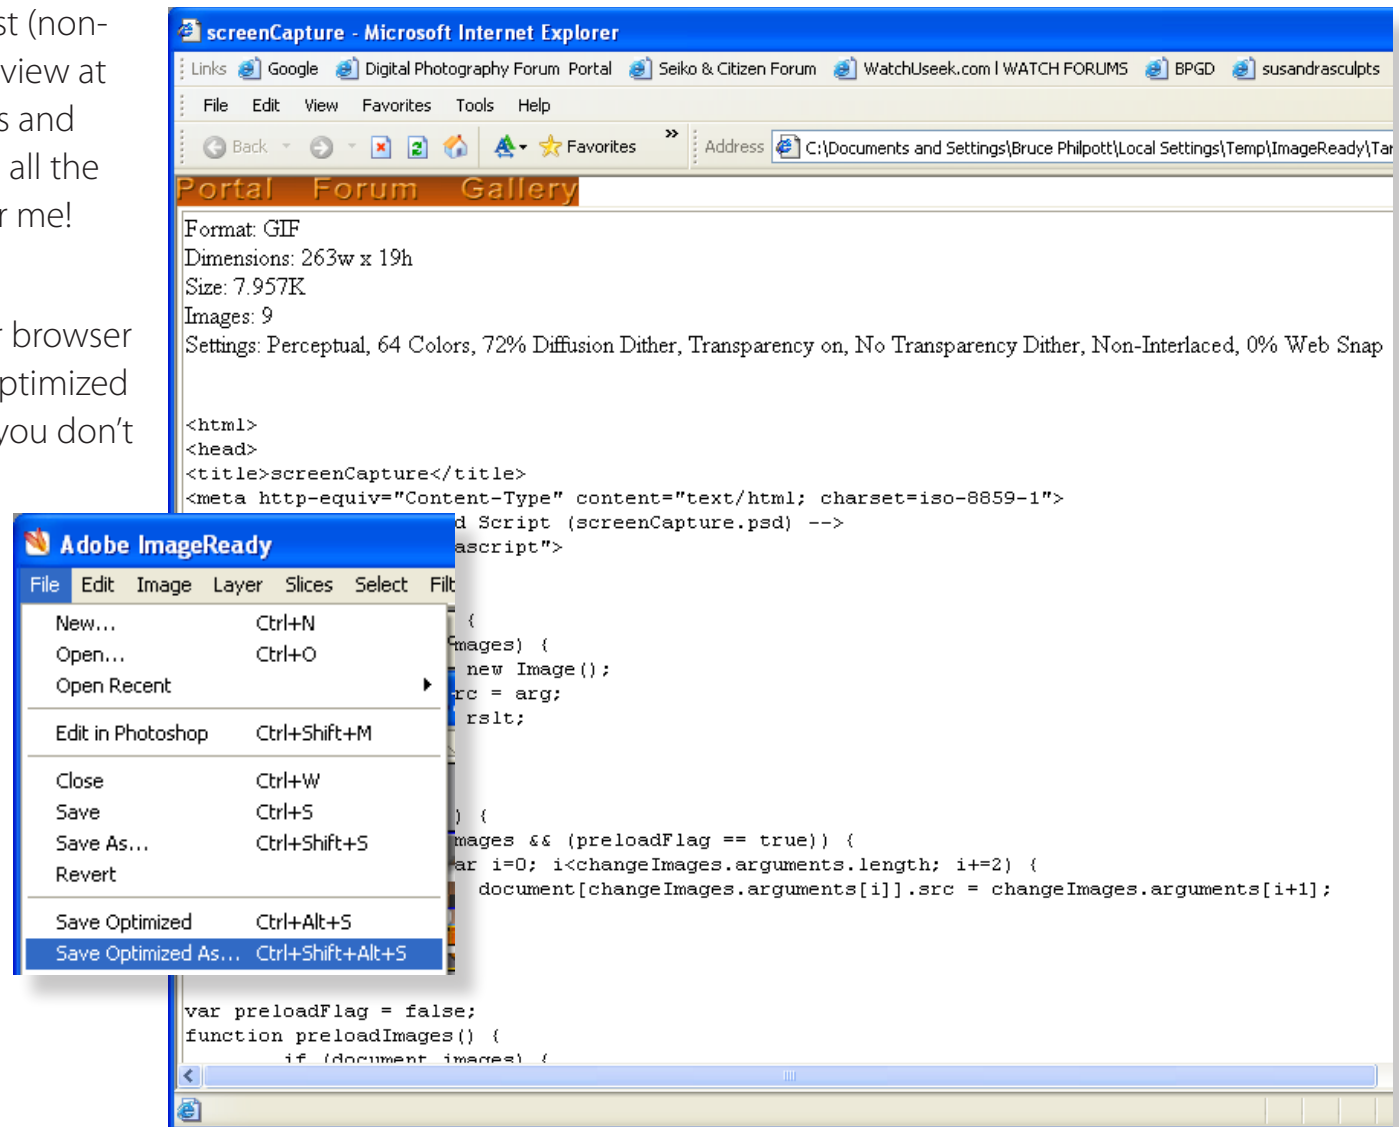 st (non-
view at
s and
all the
r me!
r browser
ptimized
you don't
screenCapture - Microsoft Internet Explorer
Links Google Digital Photography Forum Portal Seiko & Citizen Forum WatchUseek.com l WATCH FORUMS BPGD susandrasculpts
File Edit View Favorites Tools Help
Back Favorites » Address C:\Documents and Settings\Bruce Philpott\Local Settings\Temp\ImageReady\Tar
Portal Forum Gallery
Format: GIF
Dimensions: 263w x 19h
Size: 7.957K
Images: 9
Settings: Perceptual, 64 Colors, 72% Diffusion Dither, Transparency on, No Transparency Dither, Non-Interlaced, 0% Web Snap
<html>
<head>
<title>screenCapture</title>
<meta http-equiv="Content-Type" content="text/html; charset=iso-8859-1">
d Script (screenCapture.psd) -->
ascript">
{
mages) {
new Image();
rc = arg;
rslt;
) {
mages && (preloadFlag == true)) {
ar i=0; i<changeImages.arguments.length; i+=2) {
document[changeImages.arguments[i]].src = changeImages.arguments[i+1];
var preloadFlag = false;
function preloadImages() {
if (document.images) {
Adobe ImageReady
File Edit Image Layer Slices Select Filt
New... Ctrl+N
Open... Ctrl+O
Open Recent
Edit in Photoshop Ctrl+Shift+M
Close Ctrl+W
Save Ctrl+S
Save As... Ctrl+Shift+S
Revert
Save Optimized Ctrl+Alt+S
Save Optimized As... Ctrl+Shift+Alt+S